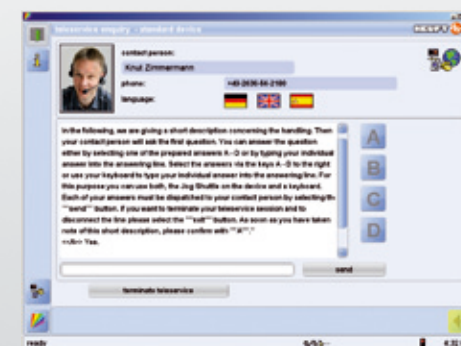 teleservice enquiry - standard device
contact person:
Knut Zimmermann
phone:
language:
In the following, we are giving a short description concerning the handling. Then
your contact person will ask the first question. You can answer the question
either by selecting one of the prepared answers A - D or by typing your individual
answer into the answering line. Select the answers via the keys A - D to the right
or use your keyboard to type your individual answer into the answering line. For
this purpose you can use both, the Jog Shuttle on the device and a keyboard.
Each of your answers must be dispatched to your contact person by selecting th
"send" button. If you want to terminate your teleservice session and to
disconnect the line please select the "exit" button. As soon as you have taken
note of this short description, please confirm with "A".
<<A>> Yes.
A
B
C
D
send
terminate teleservice
ready